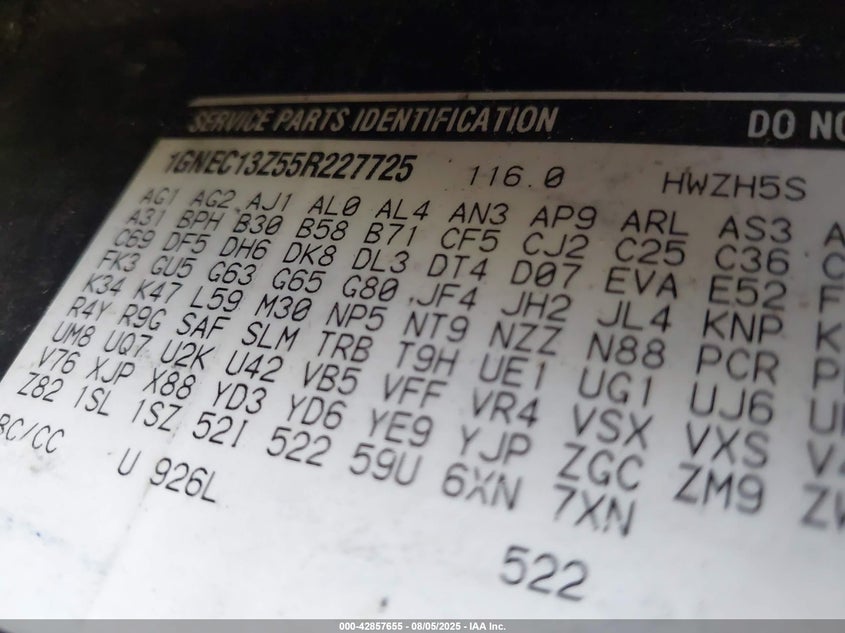 SERVICE PARTS IDENTIFICATION DO NO
1GNEC13Z55R227725 116.0 HWZH5S
AG1 AG2 AJ1 AL0 AL4 AN3 AP9 ARL AS3 A
A31 BPH B30 B58 B71 CF5 CJ2 C25 C36 C
C69 DF5 DH6 DK8 DL3 DT4 D07 EVA E52 F
FK3 GU5 G63 G65 G80 JF4 JH2 JL4 KNP K
K34 K47 L59 M30 NP5 NT9 NZZ N88 PCR P
R4Y R9G SAF SLM TRB T9H UE1 UG1 UJ6 U
UM8 UQ7 U2K U42 VB5 VFF VR4 VSX VXS V
V76 XJP X88 YD3 YD6 YE9 YJP ZGC ZM9 ZW
Z82 1SL 1SZ 52I 522 59U 6XN 7XN
BC/CC U 926L
522
000-42857655 - 08/05/2025 - IAA Inc.